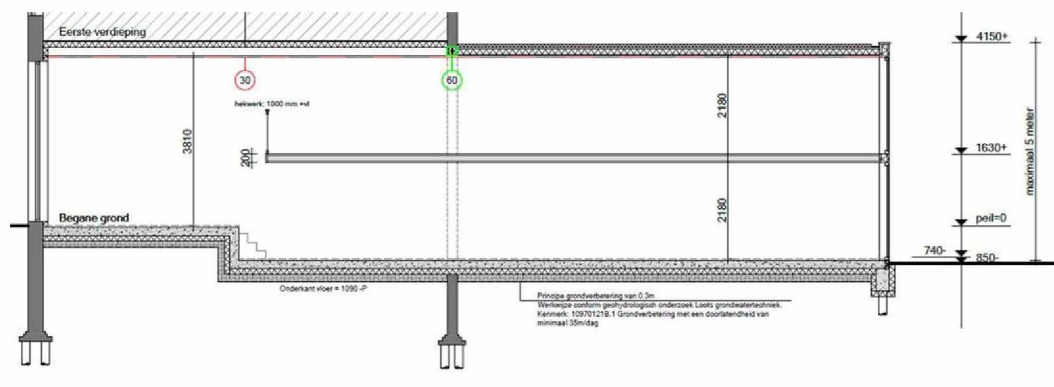 Eerste verdieping
4150+
30
60
hekwerk: 1000 mm +vl
3810
200
2180
1630+
maximaal 5 meter
2180
Begane grond
peil=0
740-
850-
Onderkant vloer = 1090 -P
Principe grondverbetering van 0.3m
Werkwijze conform geohydrologisch onderzoek Loots grondwatertechniek.
Kenmerk: 10970121B.1 Grondverbetering met een doorlatendheid van
minimaal 35m/dag